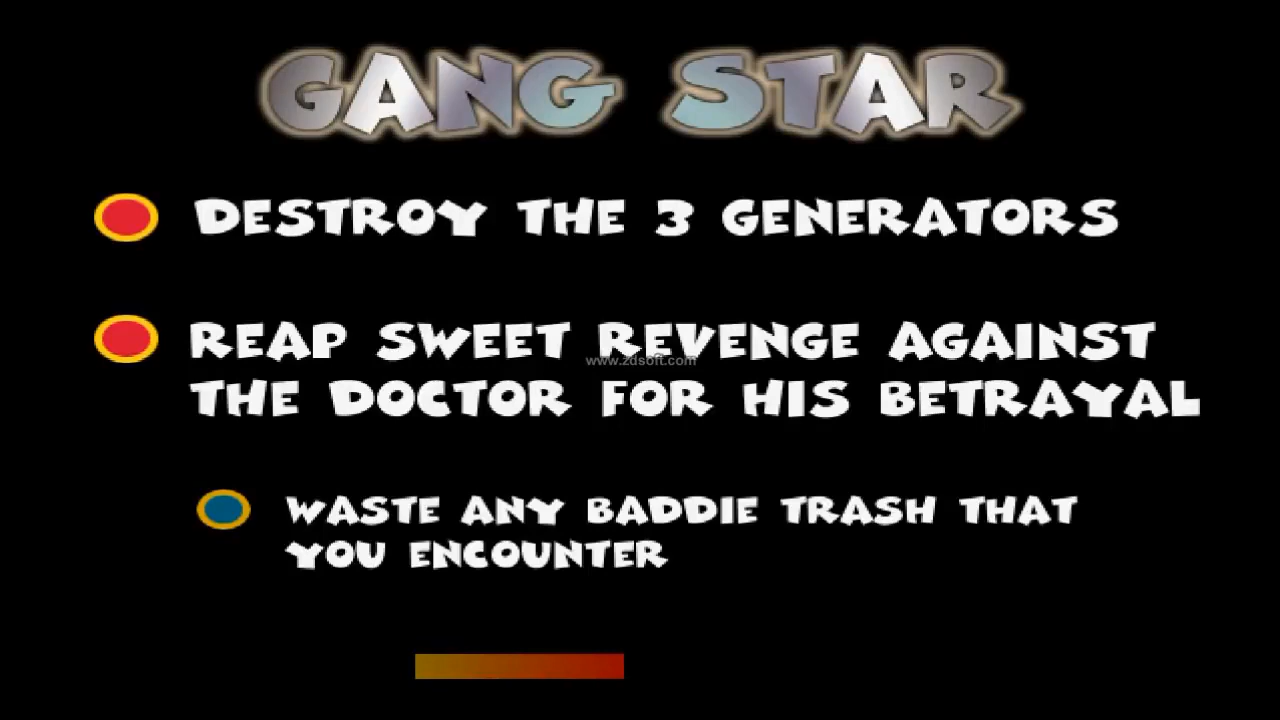 GANG STAR
DESTROY THE 3 GENERATORS
REAP SWEET REVENGE AGAINST
www.zdsoft.com
THE DOCTOR FOR HIS BETRAYAL
WASTE ANY BADDIE TRASH THAT
YOU ENCOUNTER